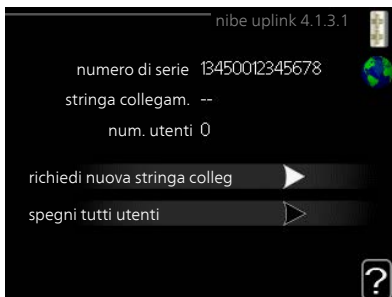 nibe uplink 4.1.3.1
numero di serie 13450012345678
stringa collegam. --
num. utenti 0
richiedi nuova stringa colleg
spegni tutti utenti
?